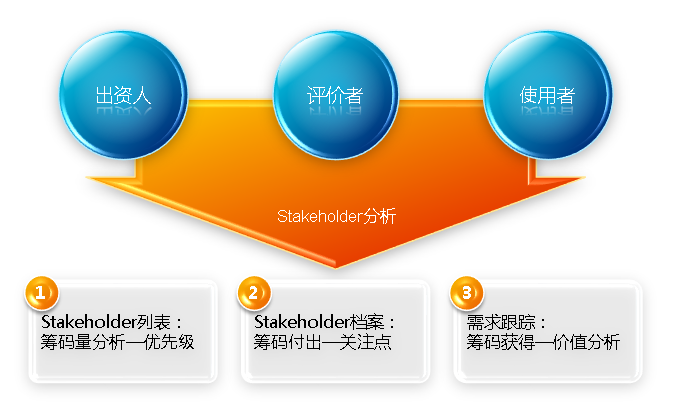 出资人
评价者
使用者
Stakeholder分析
1
2
3
Stakeholder列表：
筹码量分析—优先级
Stakeholder档案：
筹码付出—关注点
需求跟踪：
筹码获得—价值分析